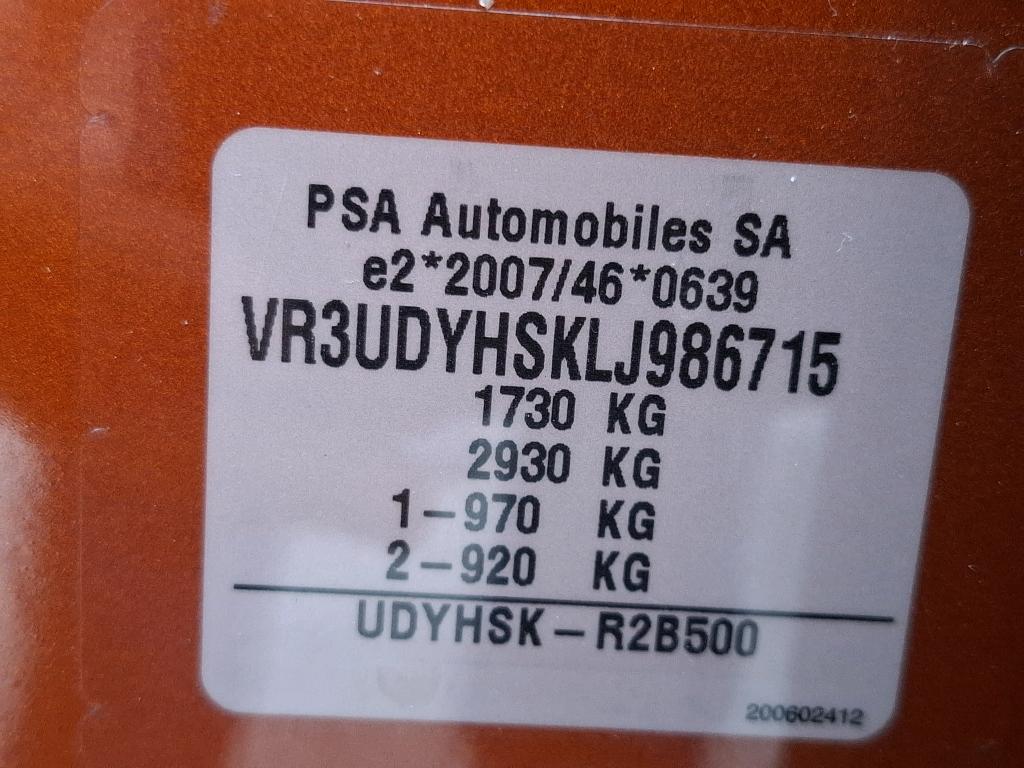 PSA Automobiles SA
e2*2007/46*0639
VR3UDYHSKLJ986715
1730 KG
2930 KG
1-970 KG
2-920 KG
UDYHSK-R2B500
200602412